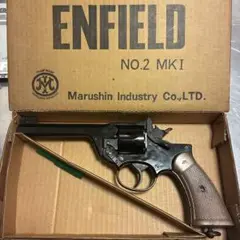 ENFIELD
NO.2 MKI
Marushin Industry Co.,LTD.